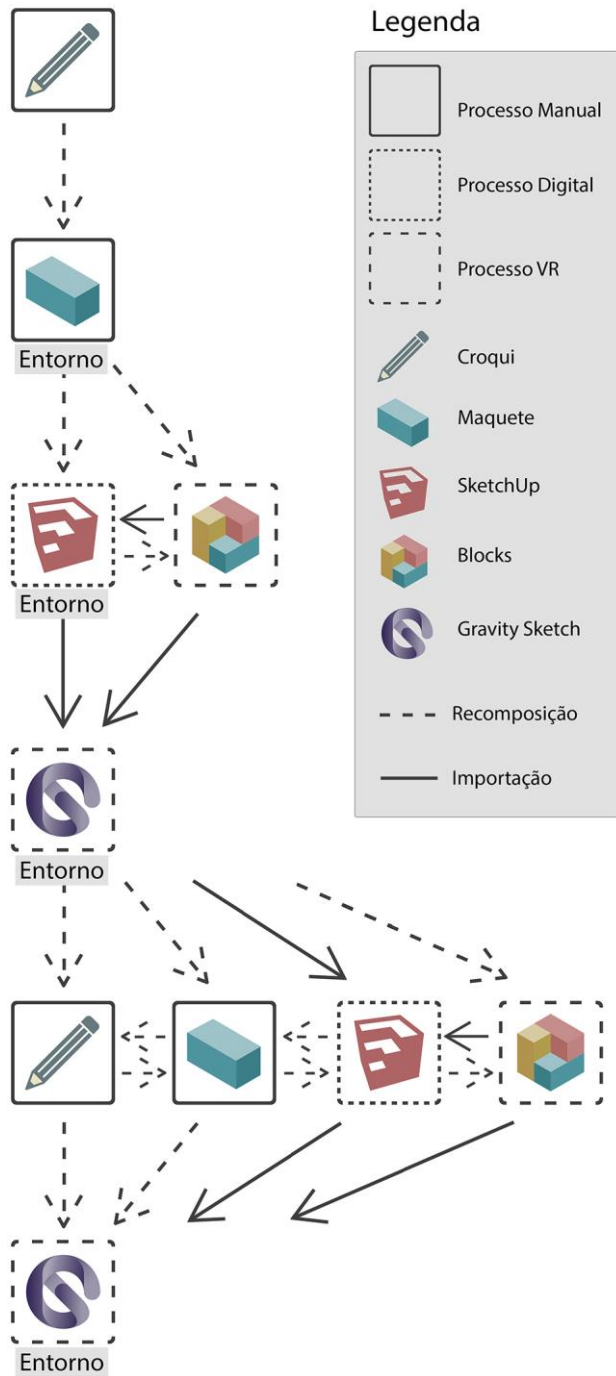 Legenda
Processo Manual
Processo Digital
Processo VR
Croqui
Maquete
SketchUp
Blocks
Gravity Sketch
Recomposição
Importação
Entorno
Entorno
Entorno
Entorno